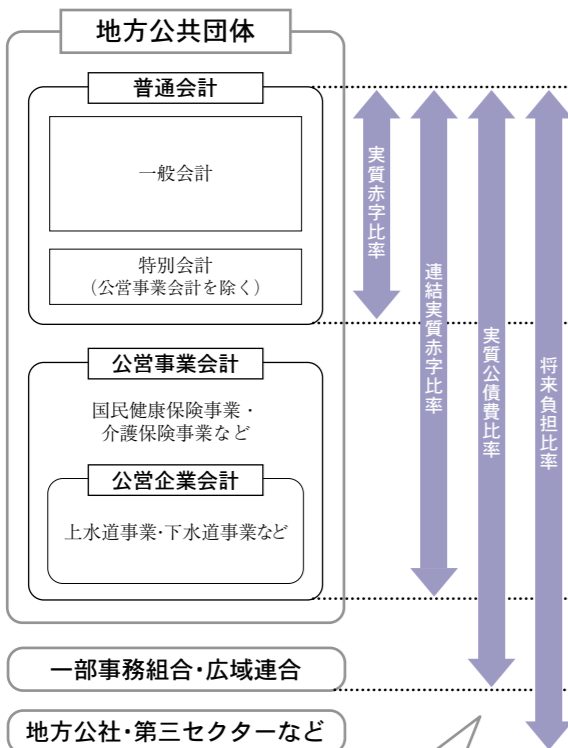 地方公共団体
普通会計
一般会計
特別会計
(公営事業会計を除く)
公営事業会計
国民健康保険事業・
介護保険事業など
公営企業会計
上水道事業・下水道事業など
一部事務組合・広域連合
地方公社・第三セクターなど
実質赤字比率
連結実質赤字比率
実質公債費比率
将来負担比率